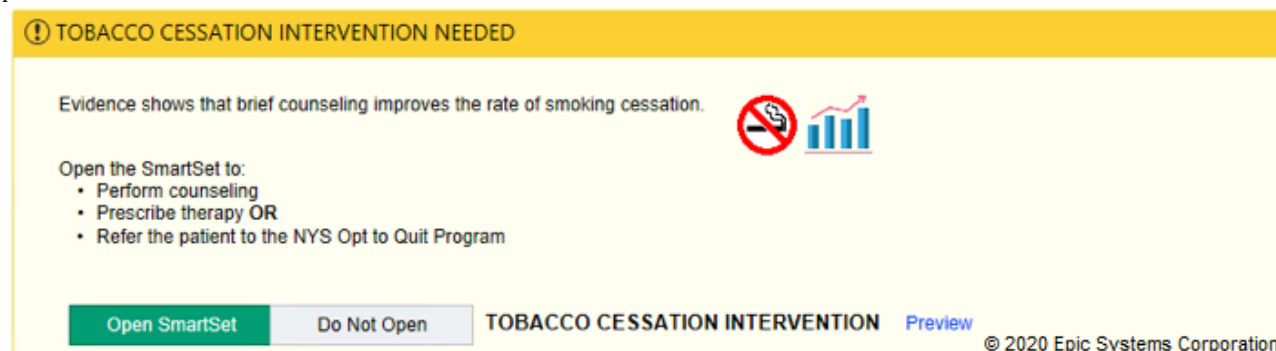 TOBACCO CESSATION INTERVENTION NEEDED
Evidence shows that brief counseling improves the rate of smoking cessation.
Open the SmartSet to:
• Perform counseling
• Prescribe therapy OR
• Refer the patient to the NYS Opt to Quit Program
Open SmartSet Do Not Open TOBACCO CESSATION INTERVENTION Preview
© 2020 Epic Systems Corporation